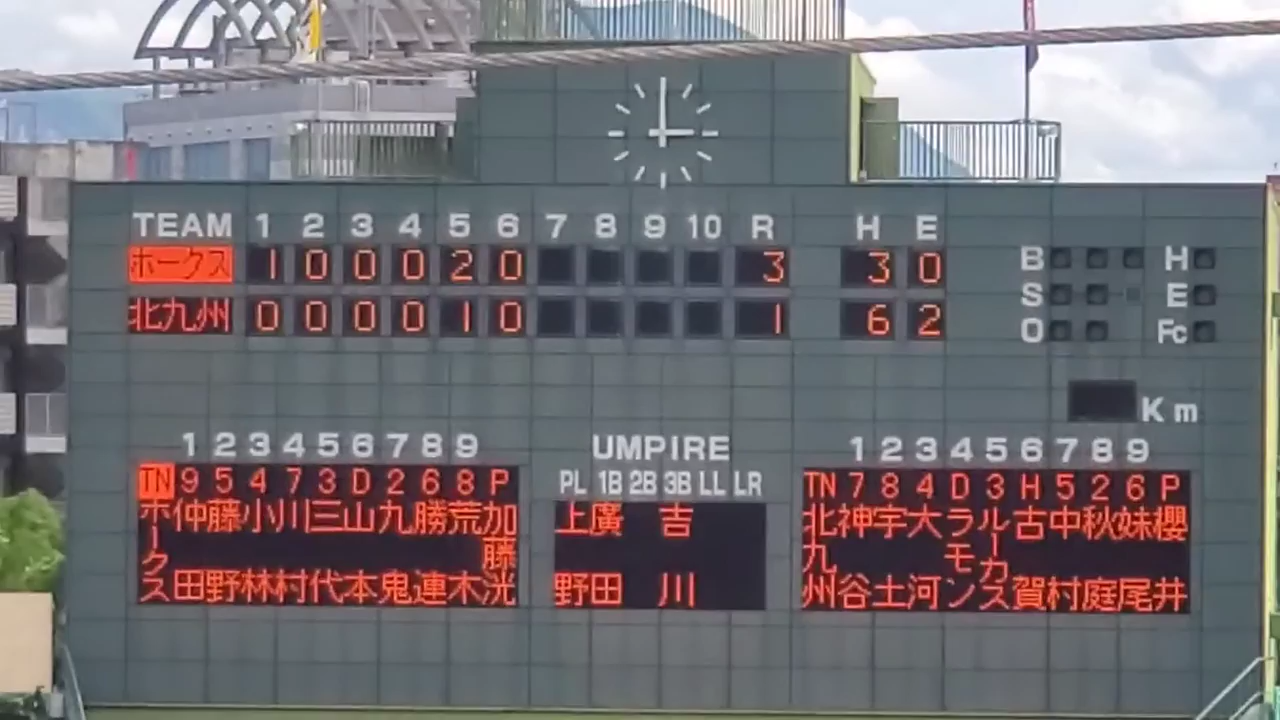 TEAM 1 2 3 4 5 6 7 8 9 10 R H E
ホークス 1 0 0 0 2 0 3 3 0
北九州 0 0 0 0 1 0 1 6 2
B H
S E
O Fc
Km
1 2 3 4 5 6 7 8 9
TN 9 5 4 7 3 D 2 6 8 P
ホークス 仲田 藤野 小林 川村 三代 山本 九鬼 勝連 荒木 加藤洸
UMPIRE
PL 1B 2B 3B LL LR
上野 廣田 吉川
1 2 3 4 5 6 7 8 9
TN 7 8 4 D 3 H 5 2 6 P
北九州 神谷 宇土 大河 ラモン ルーカス 古賀 中村 秋庭 妹尾 櫻井